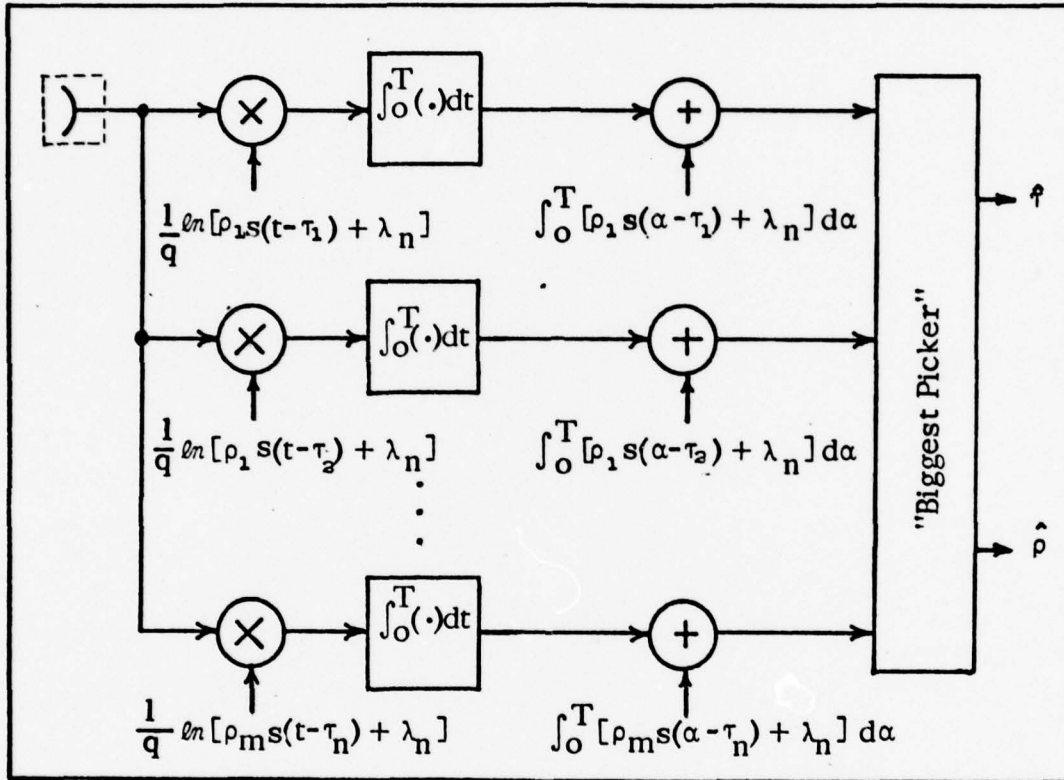 ∫₀ᵀ(·)dt
× +
1/q ln[ρ₁s(t-τ₁) + λₙ] ∫₀ᵀ[ρ₁s(α-τ₁) + λₙ]dα
τ̂
∫₀ᵀ(·)dt
× +
1/q ln[ρ₁s(t-τ₂) + λₙ] ∫₀ᵀ[ρ₁s(α-τ₂) + λₙ]dα
"Biggest Picker"
ρ̂
∫₀ᵀ(·)dt
× +
1/q ln[ρₘs(t-τₙ) + λₙ] ∫₀ᵀ[ρₘs(α-τₙ) + λₙ]dα